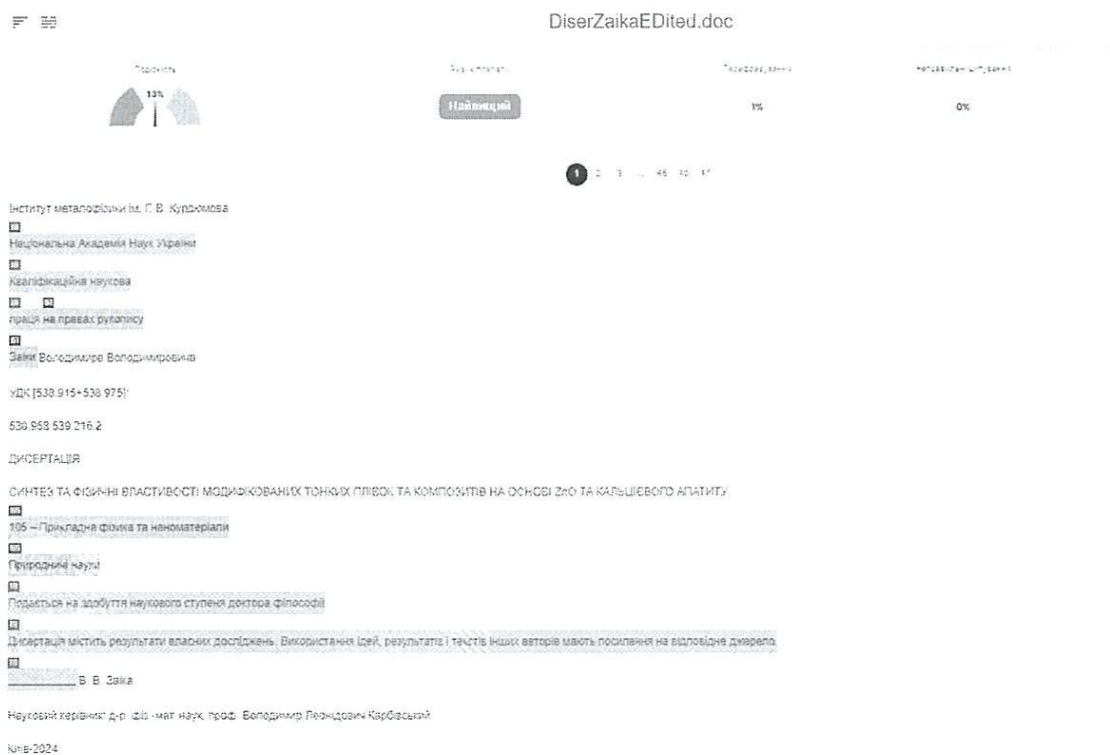 DiserZaikaEDited.doc
Подібність
13%
Найвищий
Перефразування
1%
Неправильні цитування
0%
1 2 3 ... 45 46 47
Інститут металофізики ім. Г. В. Курдюмова
Національна Академія Наук України
Кваліфікаційна наукова
праця на правах рукопису
Заіки Володимира Володимировича
УДК [538.915+538.975]:
538.958:539.216.2
ДИСЕРТАЦІЯ
СИНТЕЗ ТА ФІЗИЧНІ ВЛАСТИВОСТІ МОДИФІКОВАНИХ ТОНКИХ ПЛІВОК ТА КОМПОЗИТІВ НА ОСНОВІ ZnO ТА КАЛЬЦІЄВОГО АПАТИТУ
105 – Прикладна фізика та наноматеріали
Природничі науки
Подається на здобуття наукового ступеня доктора філософії
Дисертація містить результати власних досліджень. Використання ідей, результатів і текстів інших авторів мають посилання на відповідне джерело.
____________ В. В. Заіка
Науковий керівник: д-р. фіз.-мат. наук, проф. Володимир Леонідович Карбівський
Київ-2024